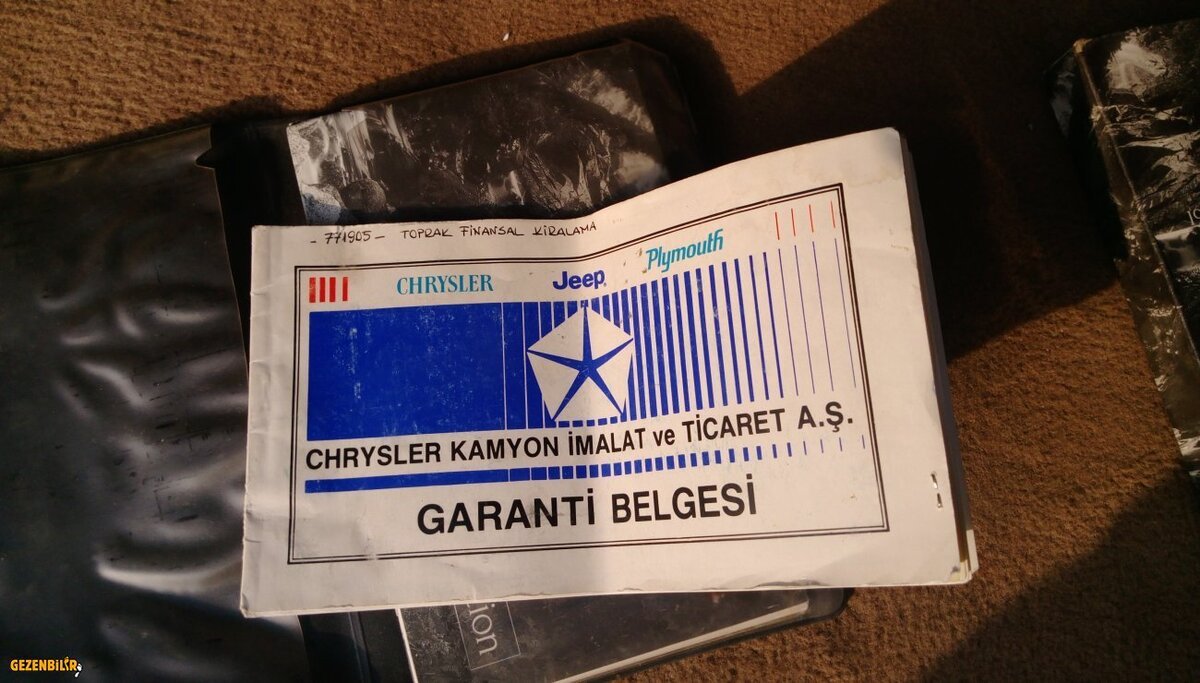 - 771905 - TOPRAK FİNANSAL KİRALAMA
CHRYSLER Jeep Plymouth
CHRYSLER KAMYON İMALAT ve TİCARET A.Ş.
GARANTİ BELGESİ
ion
GEZENBİLİR